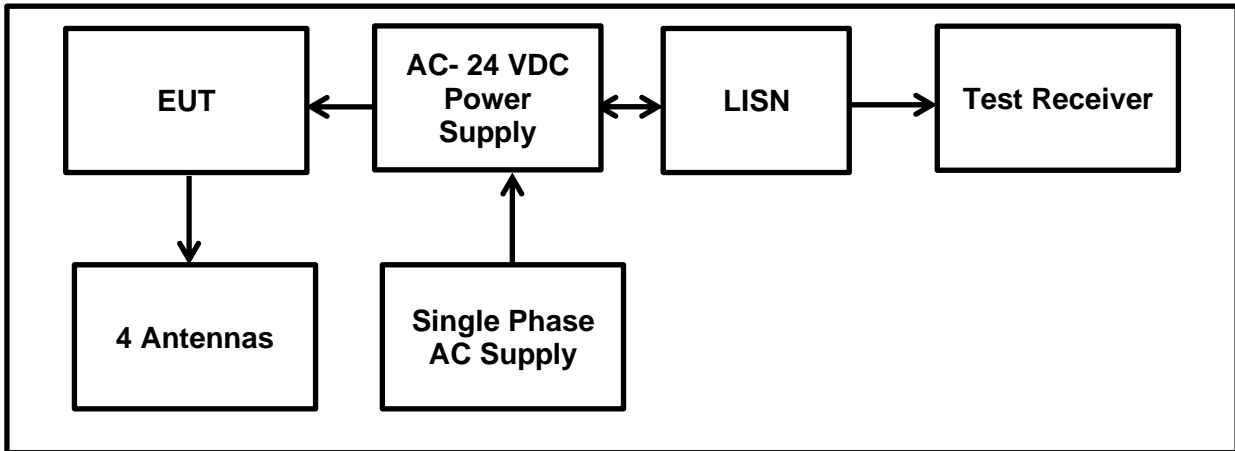 EUT
AC- 24 VDC
Power
Supply
LISN
Test Receiver
4 Antennas
Single Phase
AC Supply